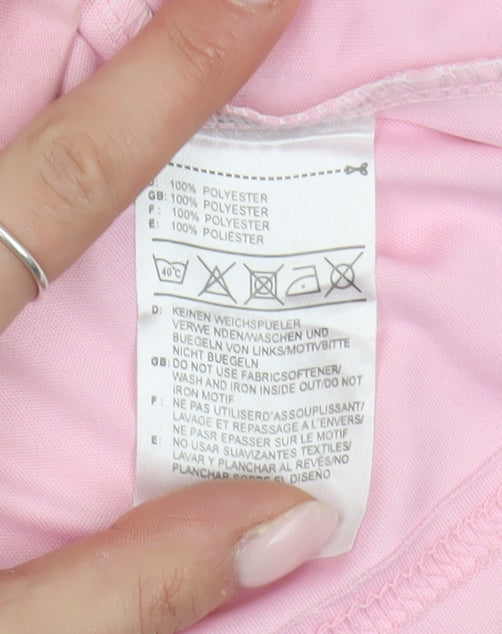 D: 100% POLYESTER
GB: 100% POLYESTER
F: 100% POLYESTER
E: 100% POLIÉSTER
40°C
D: KEINEN WEICHSPUELER
VERWE NDEN/WASCHEN UND
BUEGELN VON LINKS/MOTIVBITTE
NICHT BUEGELN
GB: DO NOT USE FABRICSOFTENER/
WASH AND IRON INSIDE OUT/DO NOT
IRON MOTIF
F: NE PAS UTILISERD'ASSOUPLISSANT/
LAVAGE ET REPASSAGE A L'ENVERS/
NE PASR EPASSER SUR LE MOTIF
E: NO USAR SUAVIZANTES TEXTILES/
LAVAR Y PLANCHAR AL REVÉS/NO
PLANCHAR SOBRE EL DISEÑO